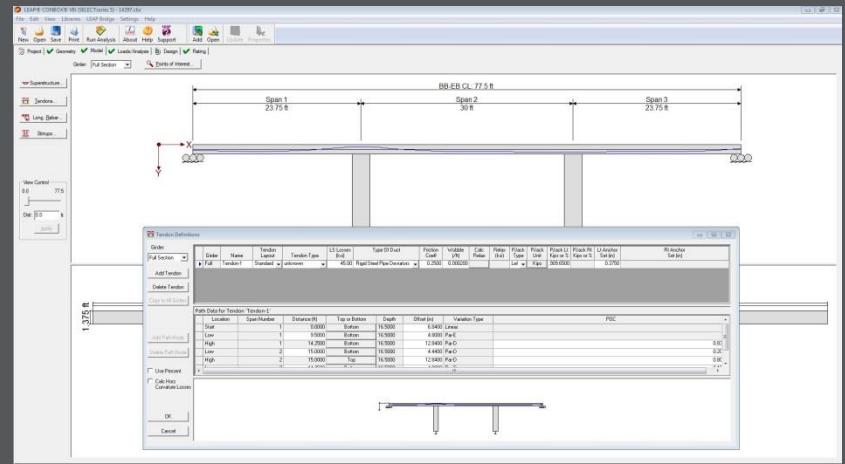 LEAP® CONBOX® V8i (SELECTseries 5) - 14297.cbx
File Edit View Libraries LEAP Bridge Settings Help
New Open Save Print Run Analysis About Help Support Add Open Update Properties
Project Geometry Model Loads/Analysis Design Rating
Girder: Full Section Points of Interest...
Superstructure...
Tendons...
Long. Rebar...
Stirrups...
View Control
0.0 77.5
Dist: 0.0 ft
Apply
BB-EB CL: 77.5 ft
Span 1 Span 2 Span 3
23.75 ft 30 ft 23.75 ft
X
Y
1.375 ft
Tendon Definitions
Girder
Full Section
Add Tendon
Delete Tendon
Copy to All Girders
Add Path Node
Delete Path Node
Use Percent
Calc Horz Curvature Losses
OK
Cancel
Girder Name Tendon Layout Tendon Type LS Losses (ksi) Type Of Duct Friction Coeff Wobble (/ft) Calc Relax Relax (ksi) PJack Type PJack Unit PJack Lt Kips or % PJack Rt Kips or % Lt Anchor Set (in) Rt Anchor Set (in)
Full Tendon-1 Standard unknown 45.00 Rigid Steel Pipe Deviators 0.2500 0.000200 Left Kips 909.6500 0.3750
Path Data for Tendon 'Tendon-1'
Location Span Number Distance (ft) Top or Bottom Depth Offset (in) Variation Type
Start 1 0.0000 Bottom 16.5000 6.8400 Linear
Low 1 9.5000 Bottom 16.5000 4.9000 Par-E
High 1 14.2500 Bottom 16.5000 12.8400 Par-D
Low 2 15.0000 Bottom 16.5000 4.4400 Par-D
High 2 15.0000 Top 16.5000 12.8400 Par-D